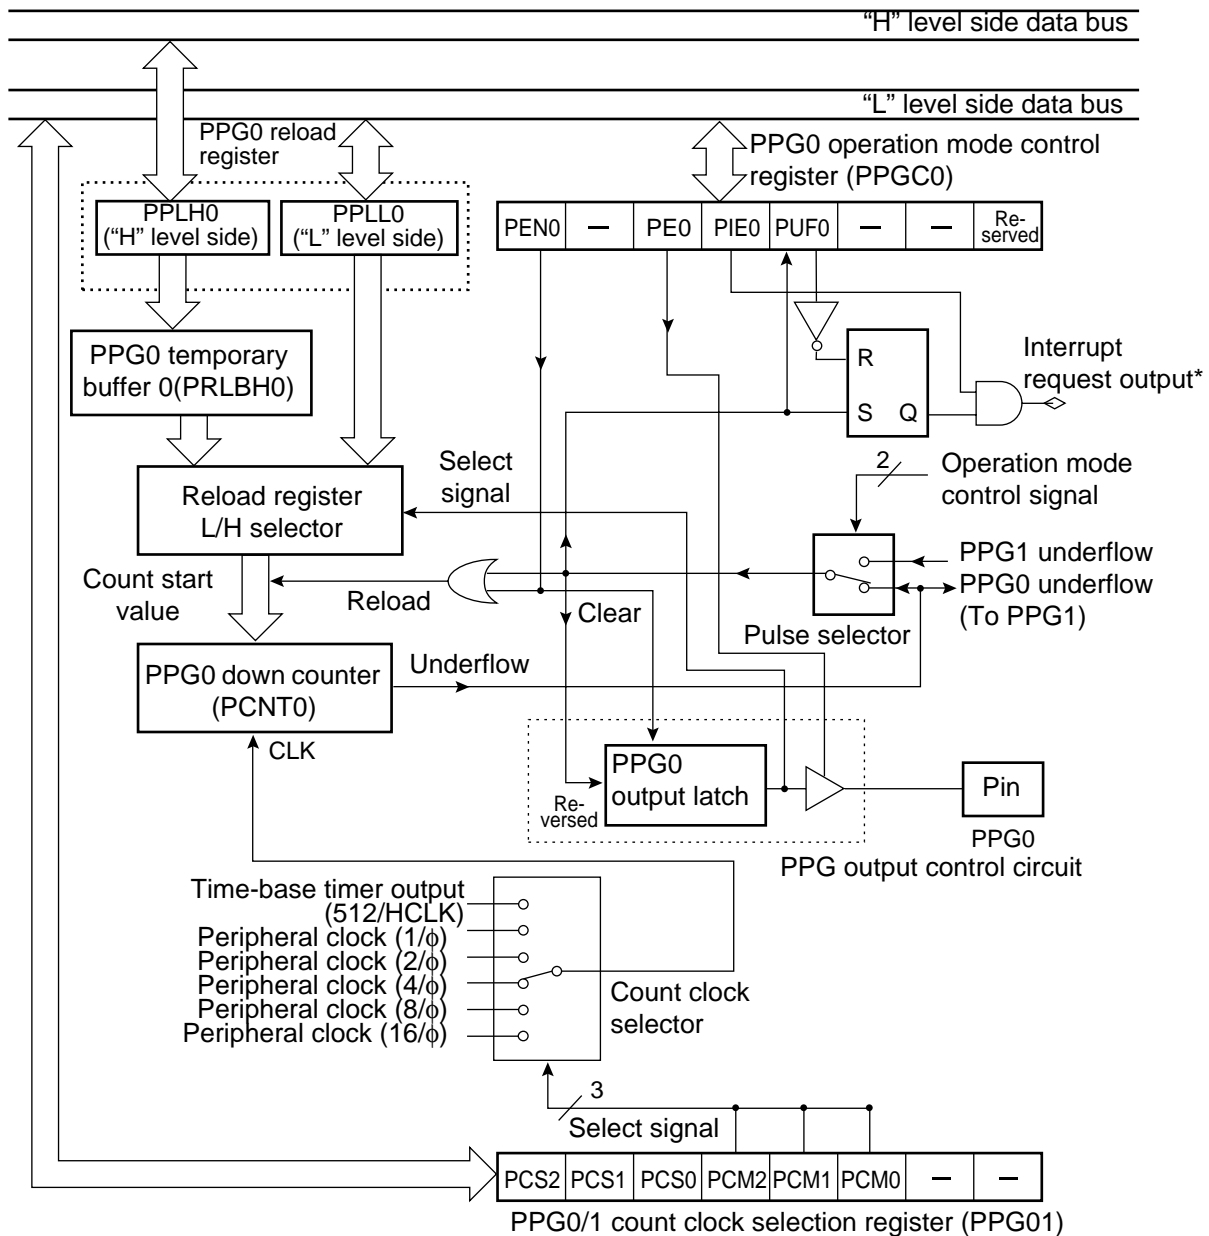 “H” level side data bus
“L” level side data bus
PPG0 reload
register
PPG0 operation mode control
register (PPGC0)
PPLH0
(“H” level side)
PPLL0
(“L” level side)
PEN0 — PE0 PIE0 PUF0 — — Re-
served
PPG0 temporary
buffer 0(PRLBH0)
R
S Q
Interrupt
request output*
Reload register
L/H selector
Select
signal
2
Operation mode
control signal
PPG1 underflow
PPG0 underflow
(To PPG1)
Pulse selector
Count start
value
Reload
Clear
PPG0 down counter
(PCNT0)
Underflow
CLK
PPG0
output latch
Re-
versed
Pin
PPG0
PPG output control circuit
Time-base timer output
(512/HCLK)
Peripheral clock (1/ϕ)
Peripheral clock (2/ϕ)
Peripheral clock (4/ϕ)
Peripheral clock (8/ϕ)
Peripheral clock (16/ϕ)
Count clock
selector
3
Select signal
PCS2 PCS1 PCS0 PCM2 PCM1 PCM0 — —
PPG0/1 count clock selection register (PPG01)